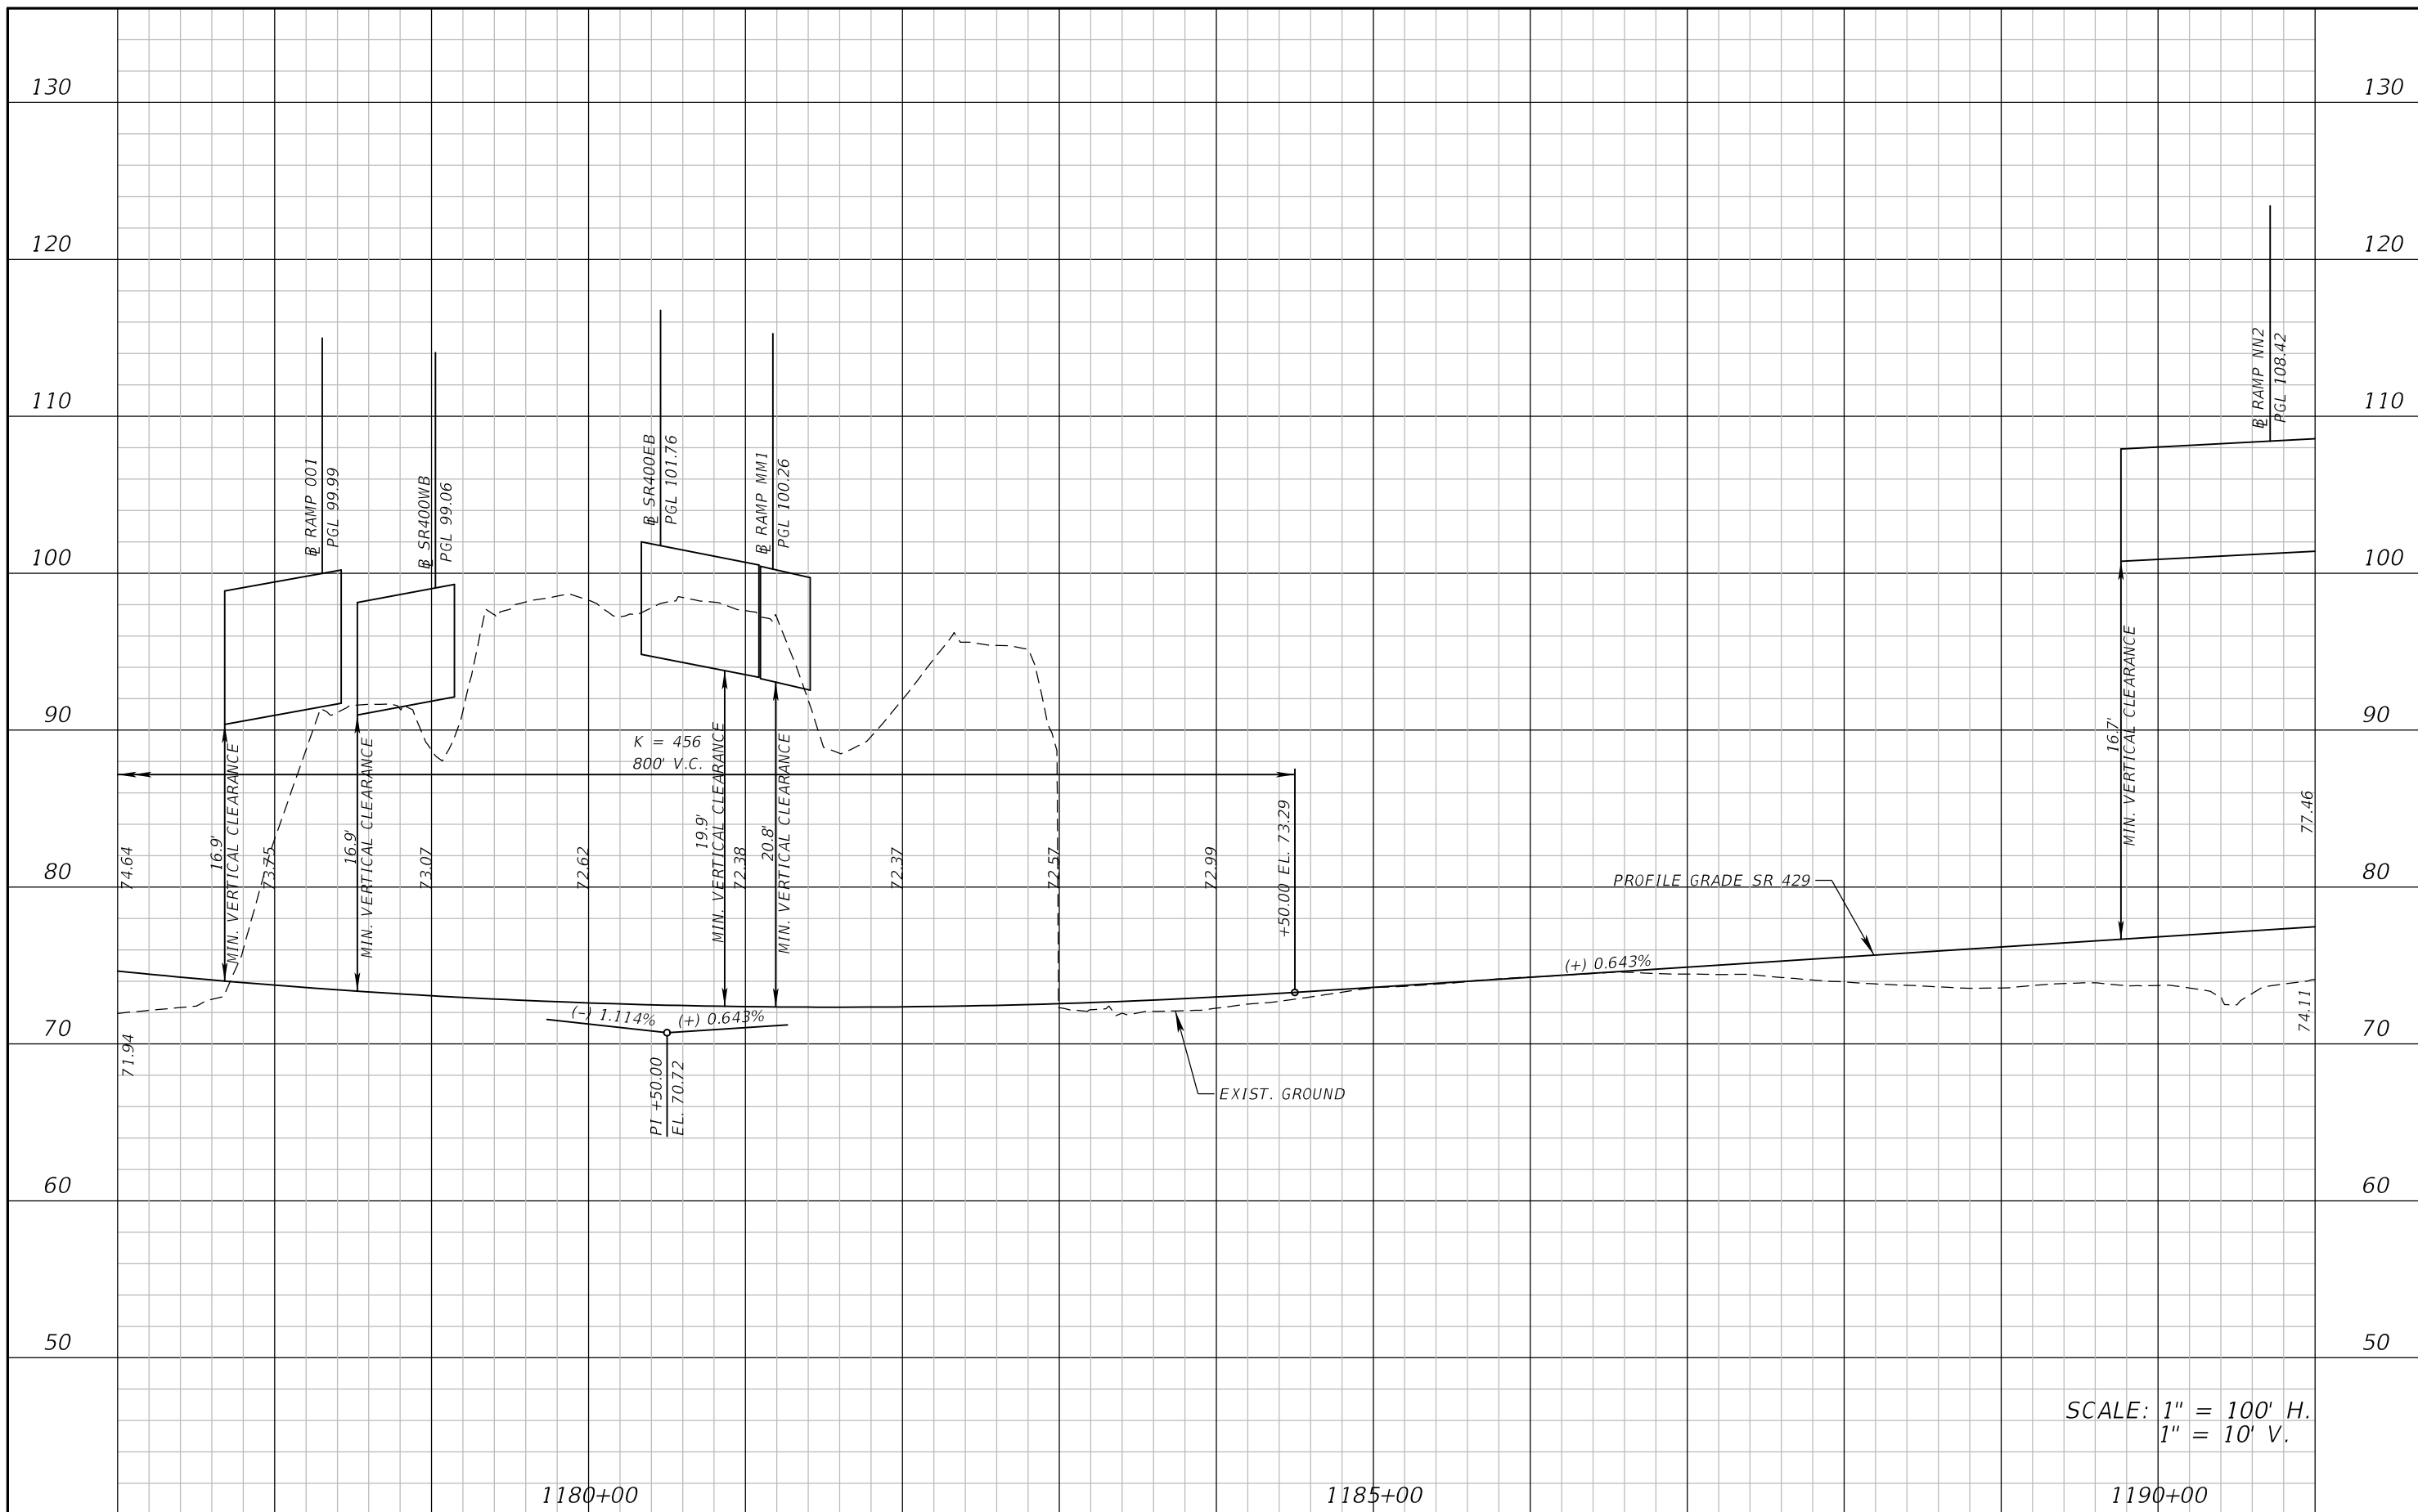 130
130
120
120
110
110
100
100
90
90
80
80
70
70
60
60
50
50
℄ RAMP 001
PGL 99.99
℄ SR400WB
PGL 99.06
℄ SR400EB
PGL 101.76
℄ RAMP MM1
PGL 100.26
℄ RAMP NN2
PGL 108.42
K = 456
800' V.C.
16.9'
MIN. VERTICAL CLEARANCE
16.9'
MIN. VERTICAL CLEARANCE
19.9'
MIN. VERTICAL CLEARANCE
20.8'
MIN. VERTICAL CLEARANCE
16.7'
MIN. VERTICAL CLEARANCE
74.64
73.75
73.07
72.62
72.38
72.37
72.57
72.99
+50.00 EL. 73.29
77.46
PROFILE GRADE SR 429
(+) 0.643%
(-) 1.114%
(+) 0.643%
71.94
74.11
PI +50.00
EL. 70.72
EXIST. GROUND
SCALE: 1" = 100' H.
1" = 10' V.
1180+00
1185+00
1190+00